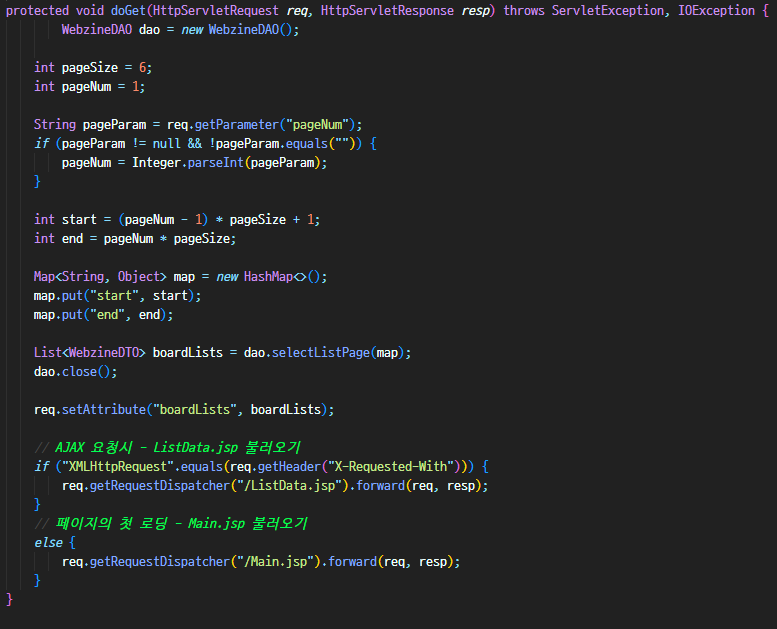 protected void doGet(HttpServletRequest req, HttpServletResponse resp) throws ServletException, IOException {
WebzineDAO dao = new WebzineDAO();
int pageSize = 6;
int pageNum = 1;
String pageParam = req.getParameter("pageNum");
if (pageParam != null && !pageParam.equals("")) {
pageNum = Integer.parseInt(pageParam);
}
int start = (pageNum - 1) * pageSize + 1;
int end = pageNum * pageSize;
Map<String, Object> map = new HashMap<>();
map.put("start", start);
map.put("end", end);
List<WebzineDTO> boardLists = dao.selectListPage(map);
dao.close();
req.setAttribute("boardLists", boardLists);
// AJAX 요청시 - ListData.jsp 불러오기
if ("XMLHttpRequest".equals(req.getHeader("X-Requested-With"))) {
req.getRequestDispatcher("/ListData.jsp").forward(req, resp);
}
// 페이지의 첫 로딩 - Main.jsp 불러오기
else {
req.getRequestDispatcher("/Main.jsp").forward(req, resp);
}
}